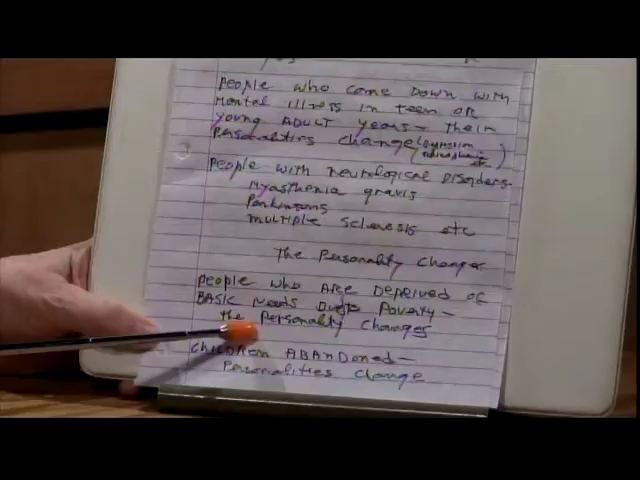 People who come Down with
Mental Illness in teen or
young ADULT years - their
Personalities change (
People with neurological Disorders-
Myasthenia gravis
Parkinsons
multiple sclerosis etc
The Personality Changes
People who Are Deprived of
BASIC Needs Due to Poverty -
the Personality Changes
Children ABAnDoned -
Personalities Change